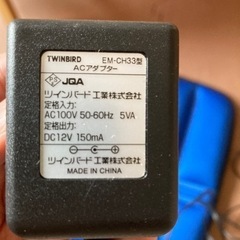 TWINBIRD EM-CH33型
ACアダプター
JQA
ツインバード工業株式会社
定格入力:
AC100V 50-60Hz 5VA
定格出力:
DC12V 150mA
ツインバード工業株式会社
MADE IN CHINA